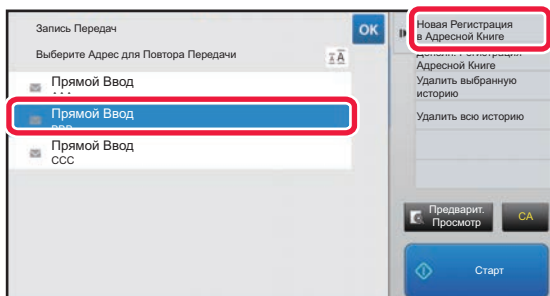 Запись Передач
Выберите Адрес для Повтора Передачи
OK
Прямой Ввод
Прямой Ввод
Прямой Ввод
CCC
Новая Регистрация
в Адресной Книге
Регистрация
Адресной Книге
Удалить выбранную
историю
Удалить всю историю
Предварит.
Просмотр
CA
Старт